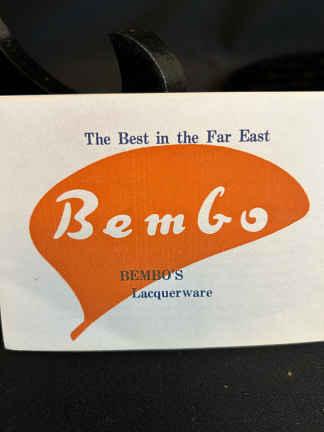 The Best in the Far East
Bembo
BEMBO'S
Lacquerware